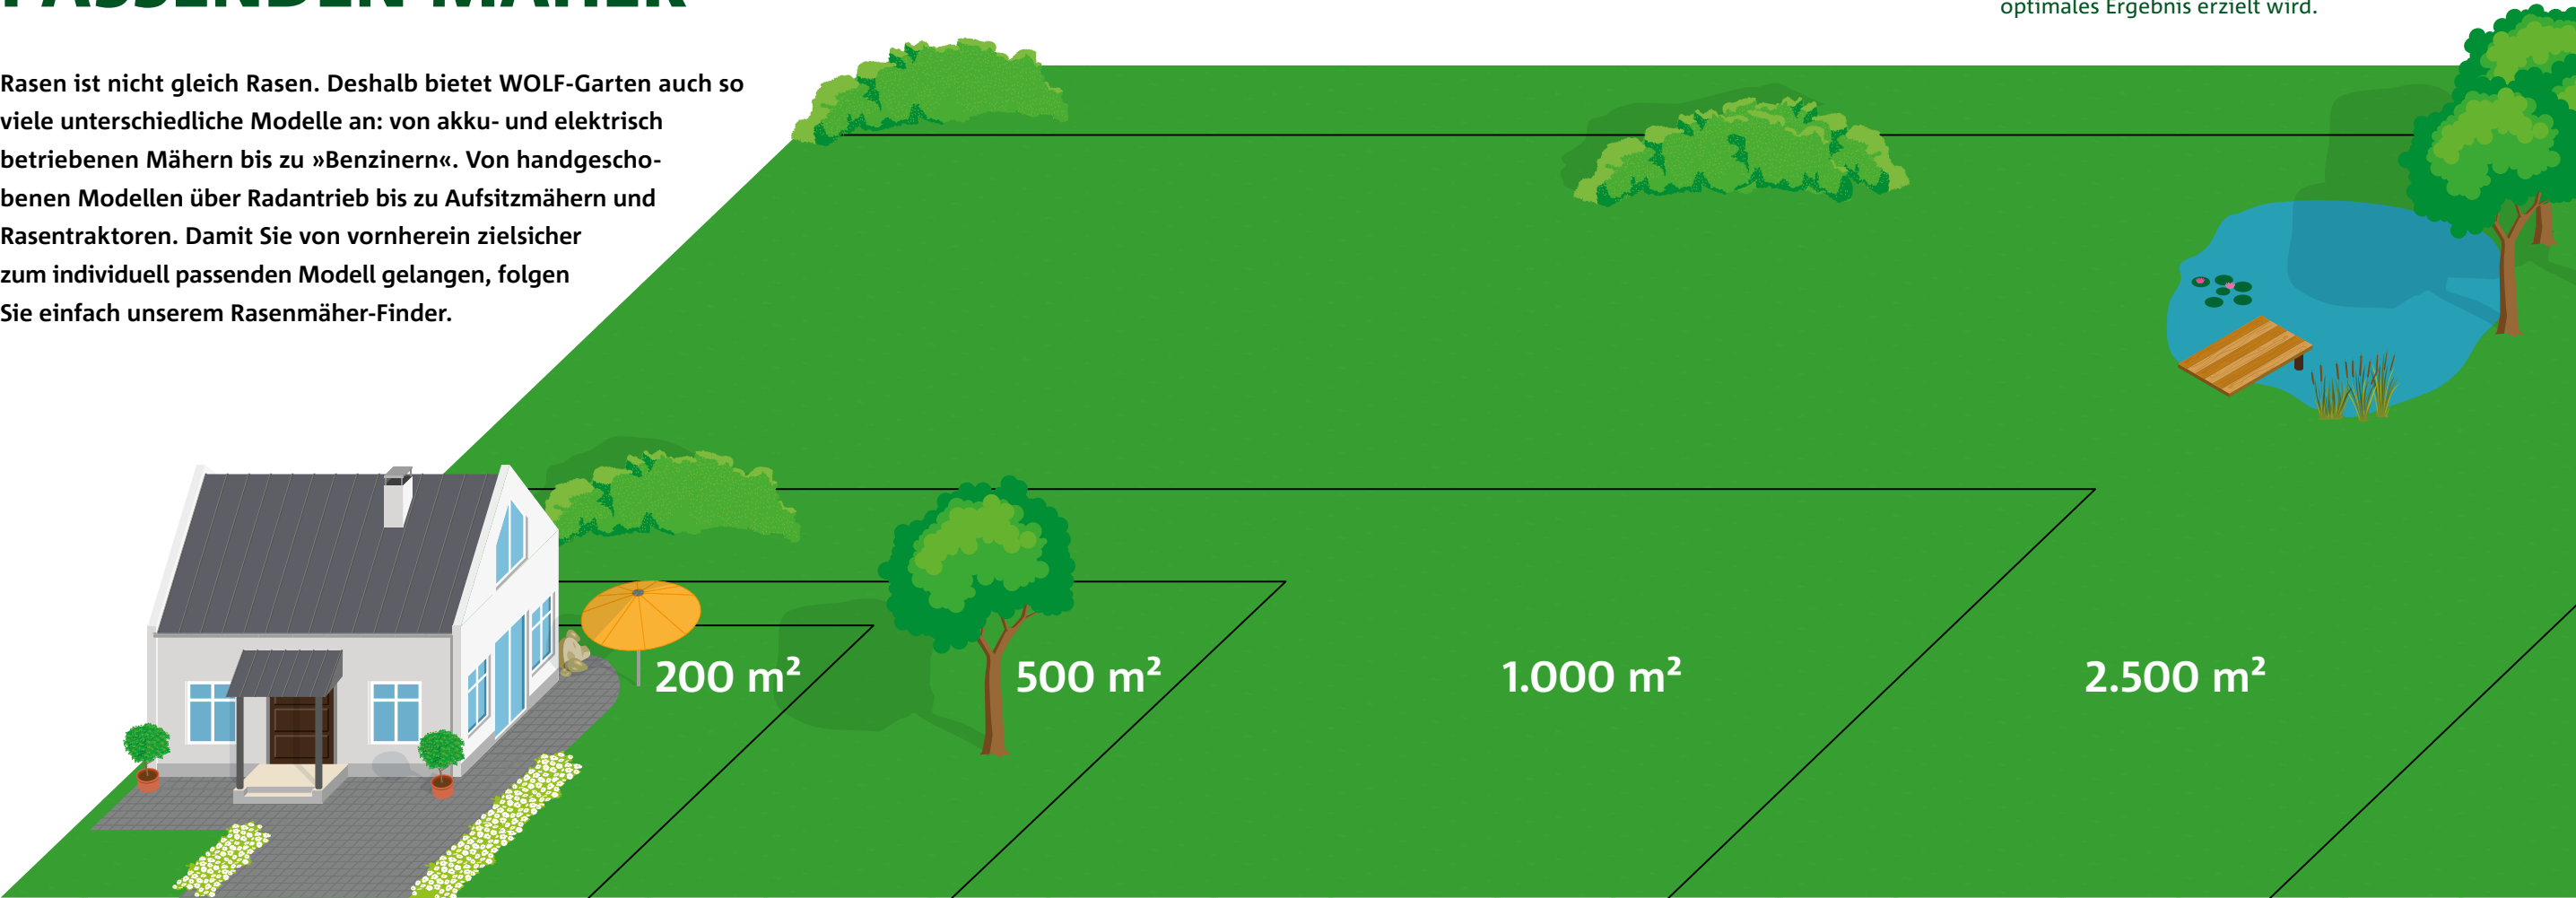 PASSENDEN MÄHER
optimales Ergebnis erzielt wird.
Rasen ist nicht gleich Rasen. Deshalb bietet WOLF-Garten auch so
viele unterschiedliche Modelle an: von akku- und elektrisch
betriebenen Mähern bis zu »Benzinern«. Von handgescho-
benen Modellen über Radantrieb bis zu Aufsitzmähern und
Rasentraktoren. Damit Sie von vornherein zielsicher
zum individuell passenden Modell gelangen, folgen
Sie einfach unserem Rasenmäher-Finder.
200 m²
500 m²
1.000 m²
2.500 m²